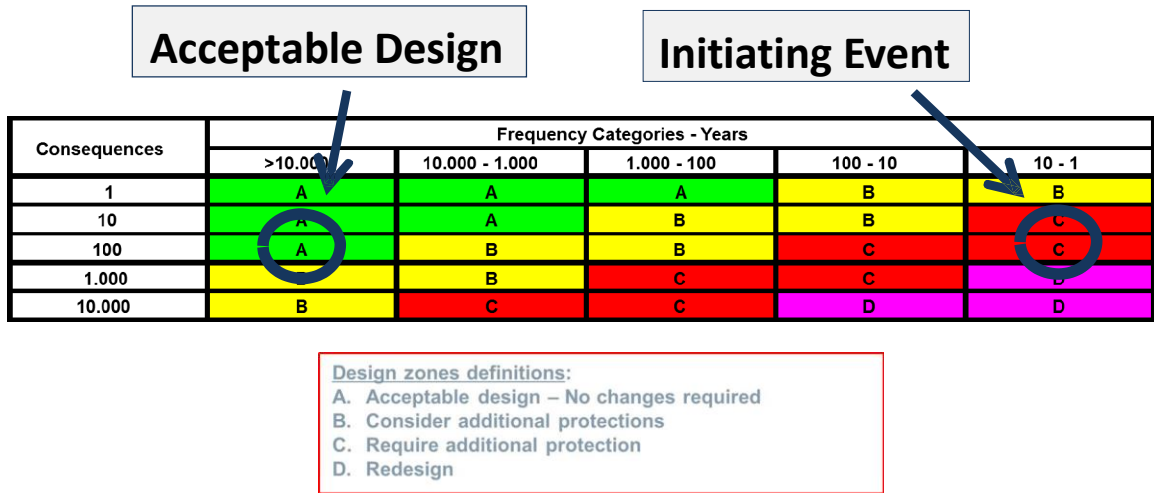 Acceptable Design Initiating Event
Consequences Frequency Categories - Years
>10.000 10.000 - 1.000 1.000 - 100 100 - 10 10 - 1
1 A A A B B
10 A A B B C
100 A B B C C
1.000 B C C D
10.000 B C C D D
Design zones definitions:
A. Acceptable design – No changes required
B. Consider additional protections
C. Require additional protection
D. Redesign